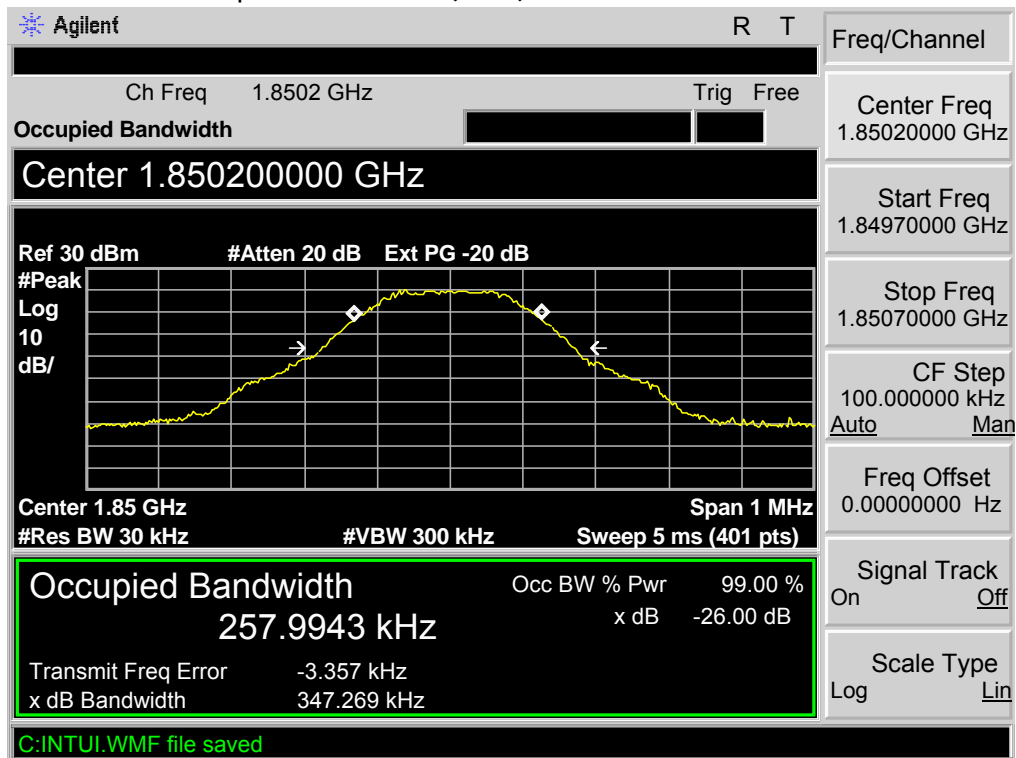 Agilent R T
Ch Freq 1.8502 GHz Trig Free
Occupied Bandwidth
Center 1.850200000 GHz
Ref 30 dBm #Atten 20 dB Ext PG -20 dB
#Peak
Log
10
dB/
Center 1.85 GHz Span 1 MHz
#Res BW 30 kHz #VBW 300 kHz Sweep 5 ms (401 pts)
Occupied Bandwidth Occ BW % Pwr 99.00 %
257.9943 kHz x dB -26.00 dB
Transmit Freq Error -3.357 kHz
x dB Bandwidth 347.269 kHz
C:INTUI.WMF file saved
Freq/Channel
Center Freq
1.85020000 GHz
Start Freq
1.84970000 GHz
Stop Freq
1.85070000 GHz
CF Step
100.000000 kHz
Auto Man
Freq Offset
0.00000000 Hz
Signal Track
On Off
Scale Type
Log Lin